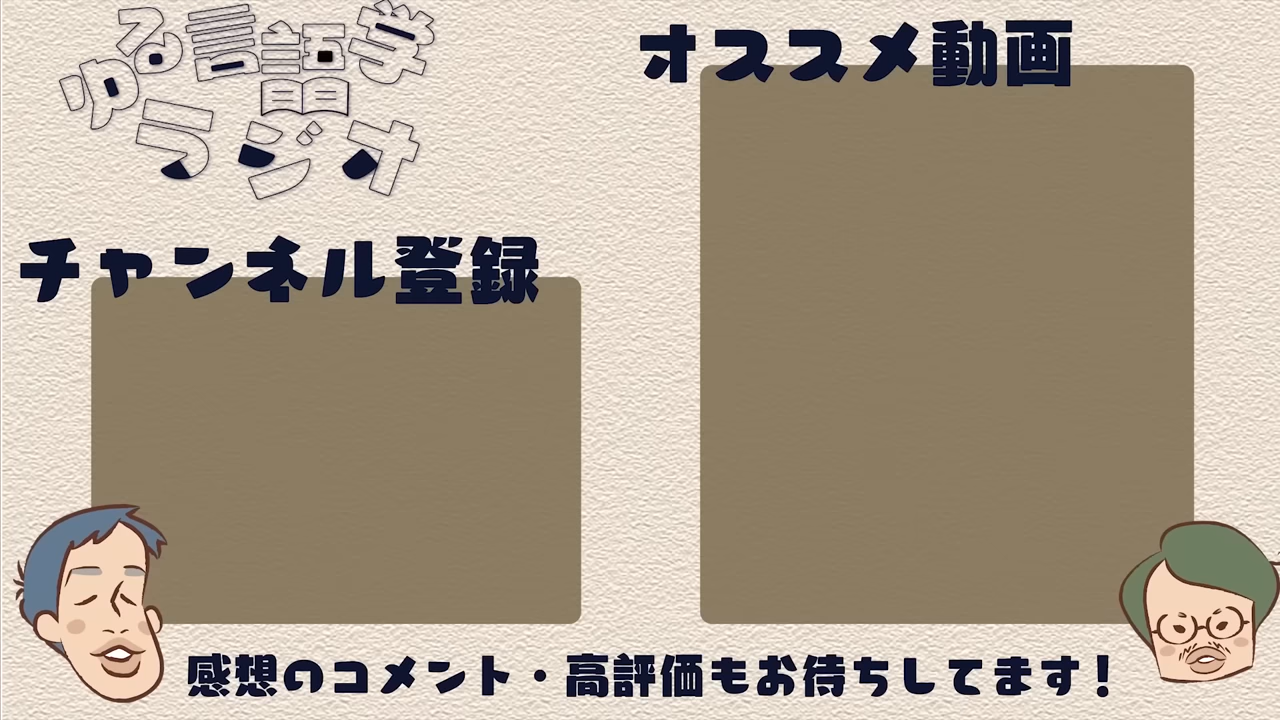 ゆる言語学
ラジオ
オススメ動画
チャンネル登録
感想のコメント・高評価もお待ちしてます!